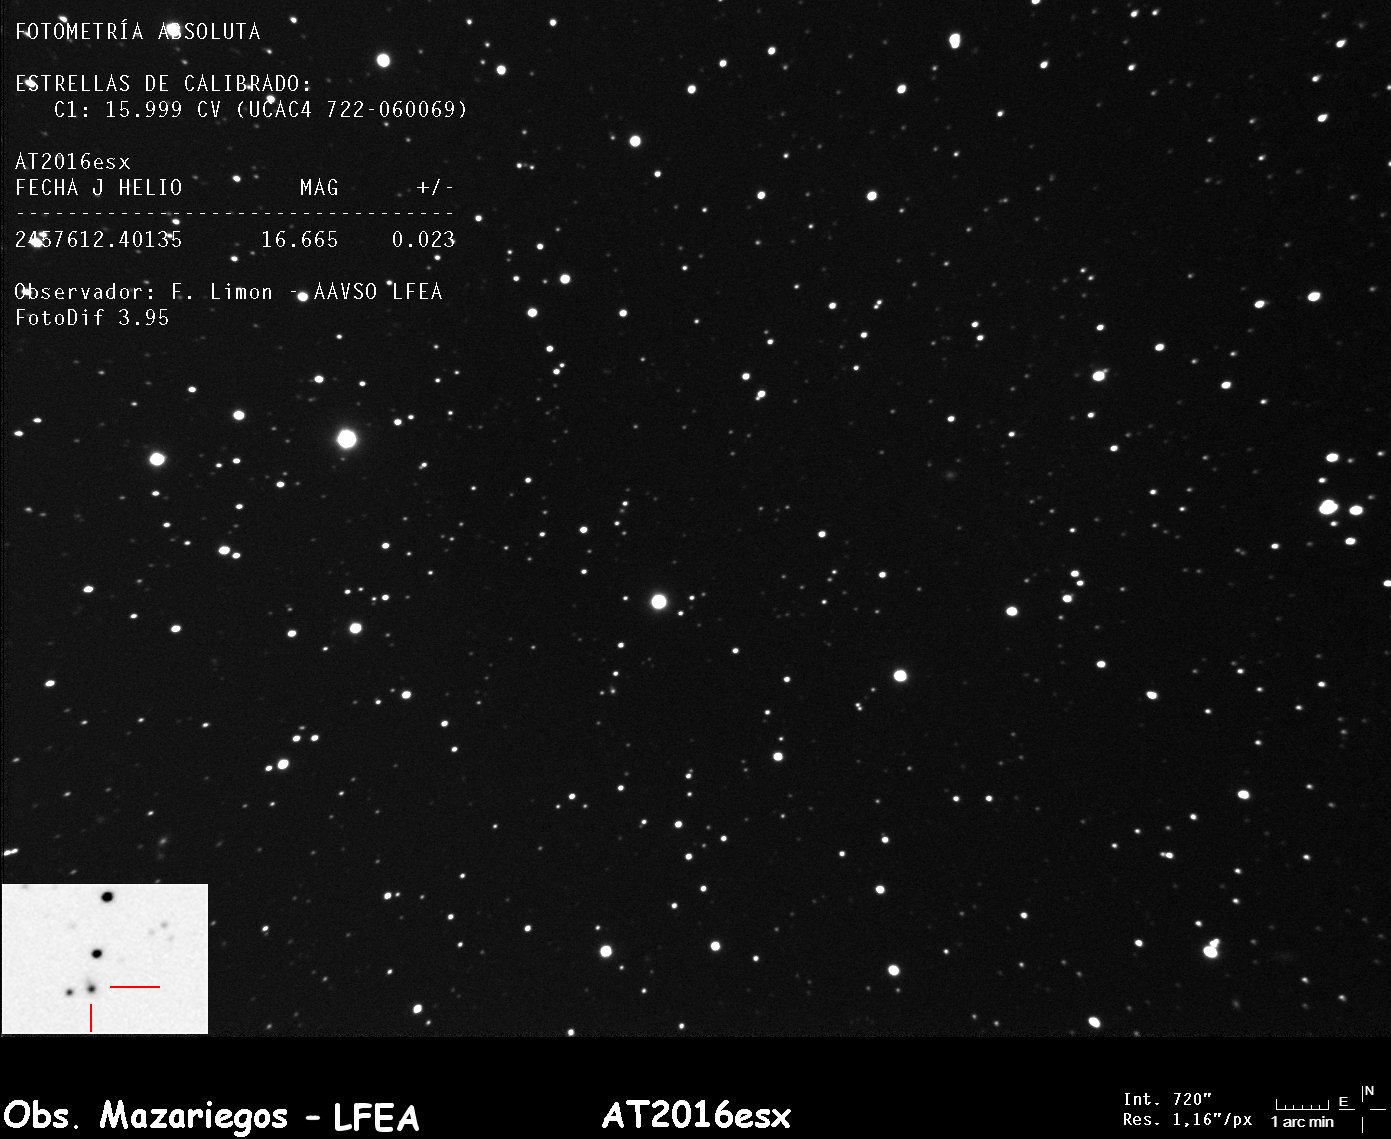 FOTOMETRÍA ABSOLUTA
ESTRELLAS DE CALIBRADO:
C1: 15.999 CV (UCAC4 722-060069)
AT2016esx
FECHA J HELIO MAG +/-
----------------------------------
2457612.40135 16.665 0.023
Observador: F. Limon - AAVSO LFEA
FotoDif 3.95
Obs. Mazariegos - LFEA
AT2016esx
Int. 720"
Res. 1,16"/px
1 arc min
E
N